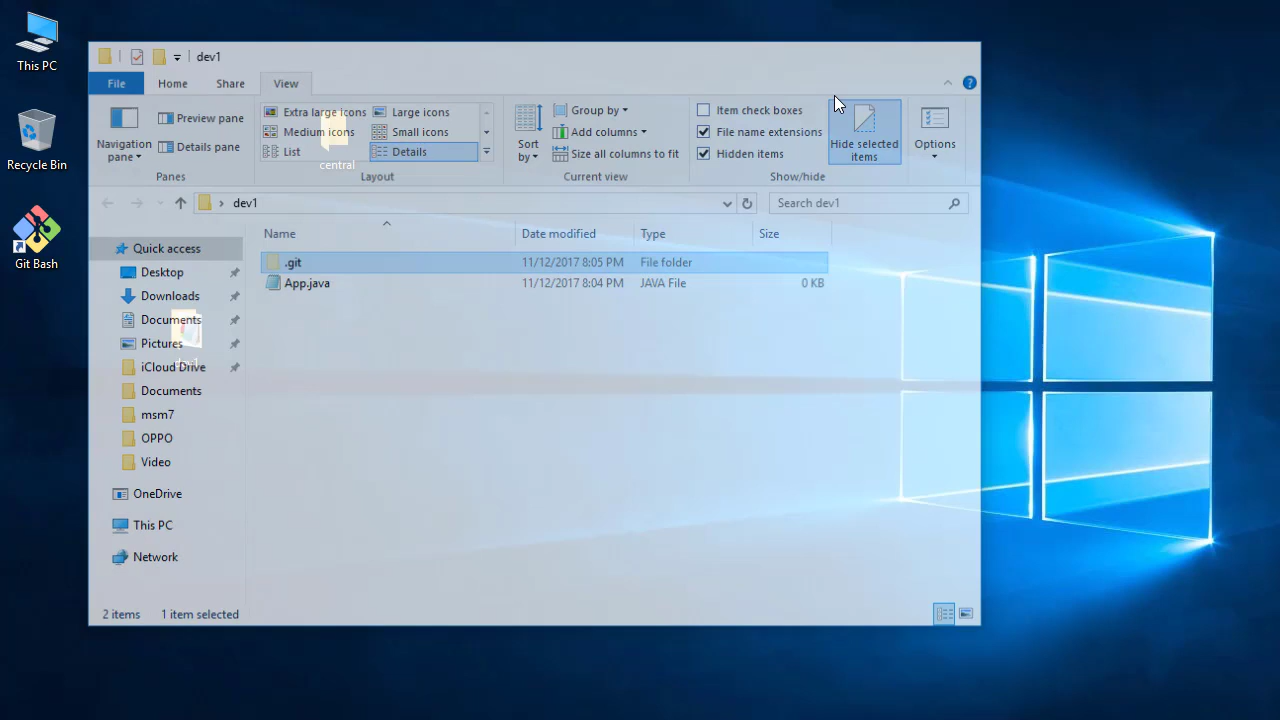 This PC
Recycle Bin
Git Bash
dev1
File
Home
Share
View
Navigation
pane
Preview pane
Details pane
Panes
Extra large icons
Large icons
Medium icons
Small icons
List
Details
central
Layout
Sort
by
Group by
Add columns
Size all columns to fit
Current view
Item check boxes
File name extensions
Hidden items
Hide selected
items
Show/hide
Options
dev1
Search dev1
Name
Date modified
Type
Size
.git
11/12/2017 8:05 PM
File folder
App.java
11/12/2017 8:04 PM
JAVA File
0 KB
Quick access
Desktop
Downloads
Documents
Pictures
dev1
iCloud Drive
Documents
msm7
OPPO
Video
OneDrive
This PC
Network
2 items
1 item selected